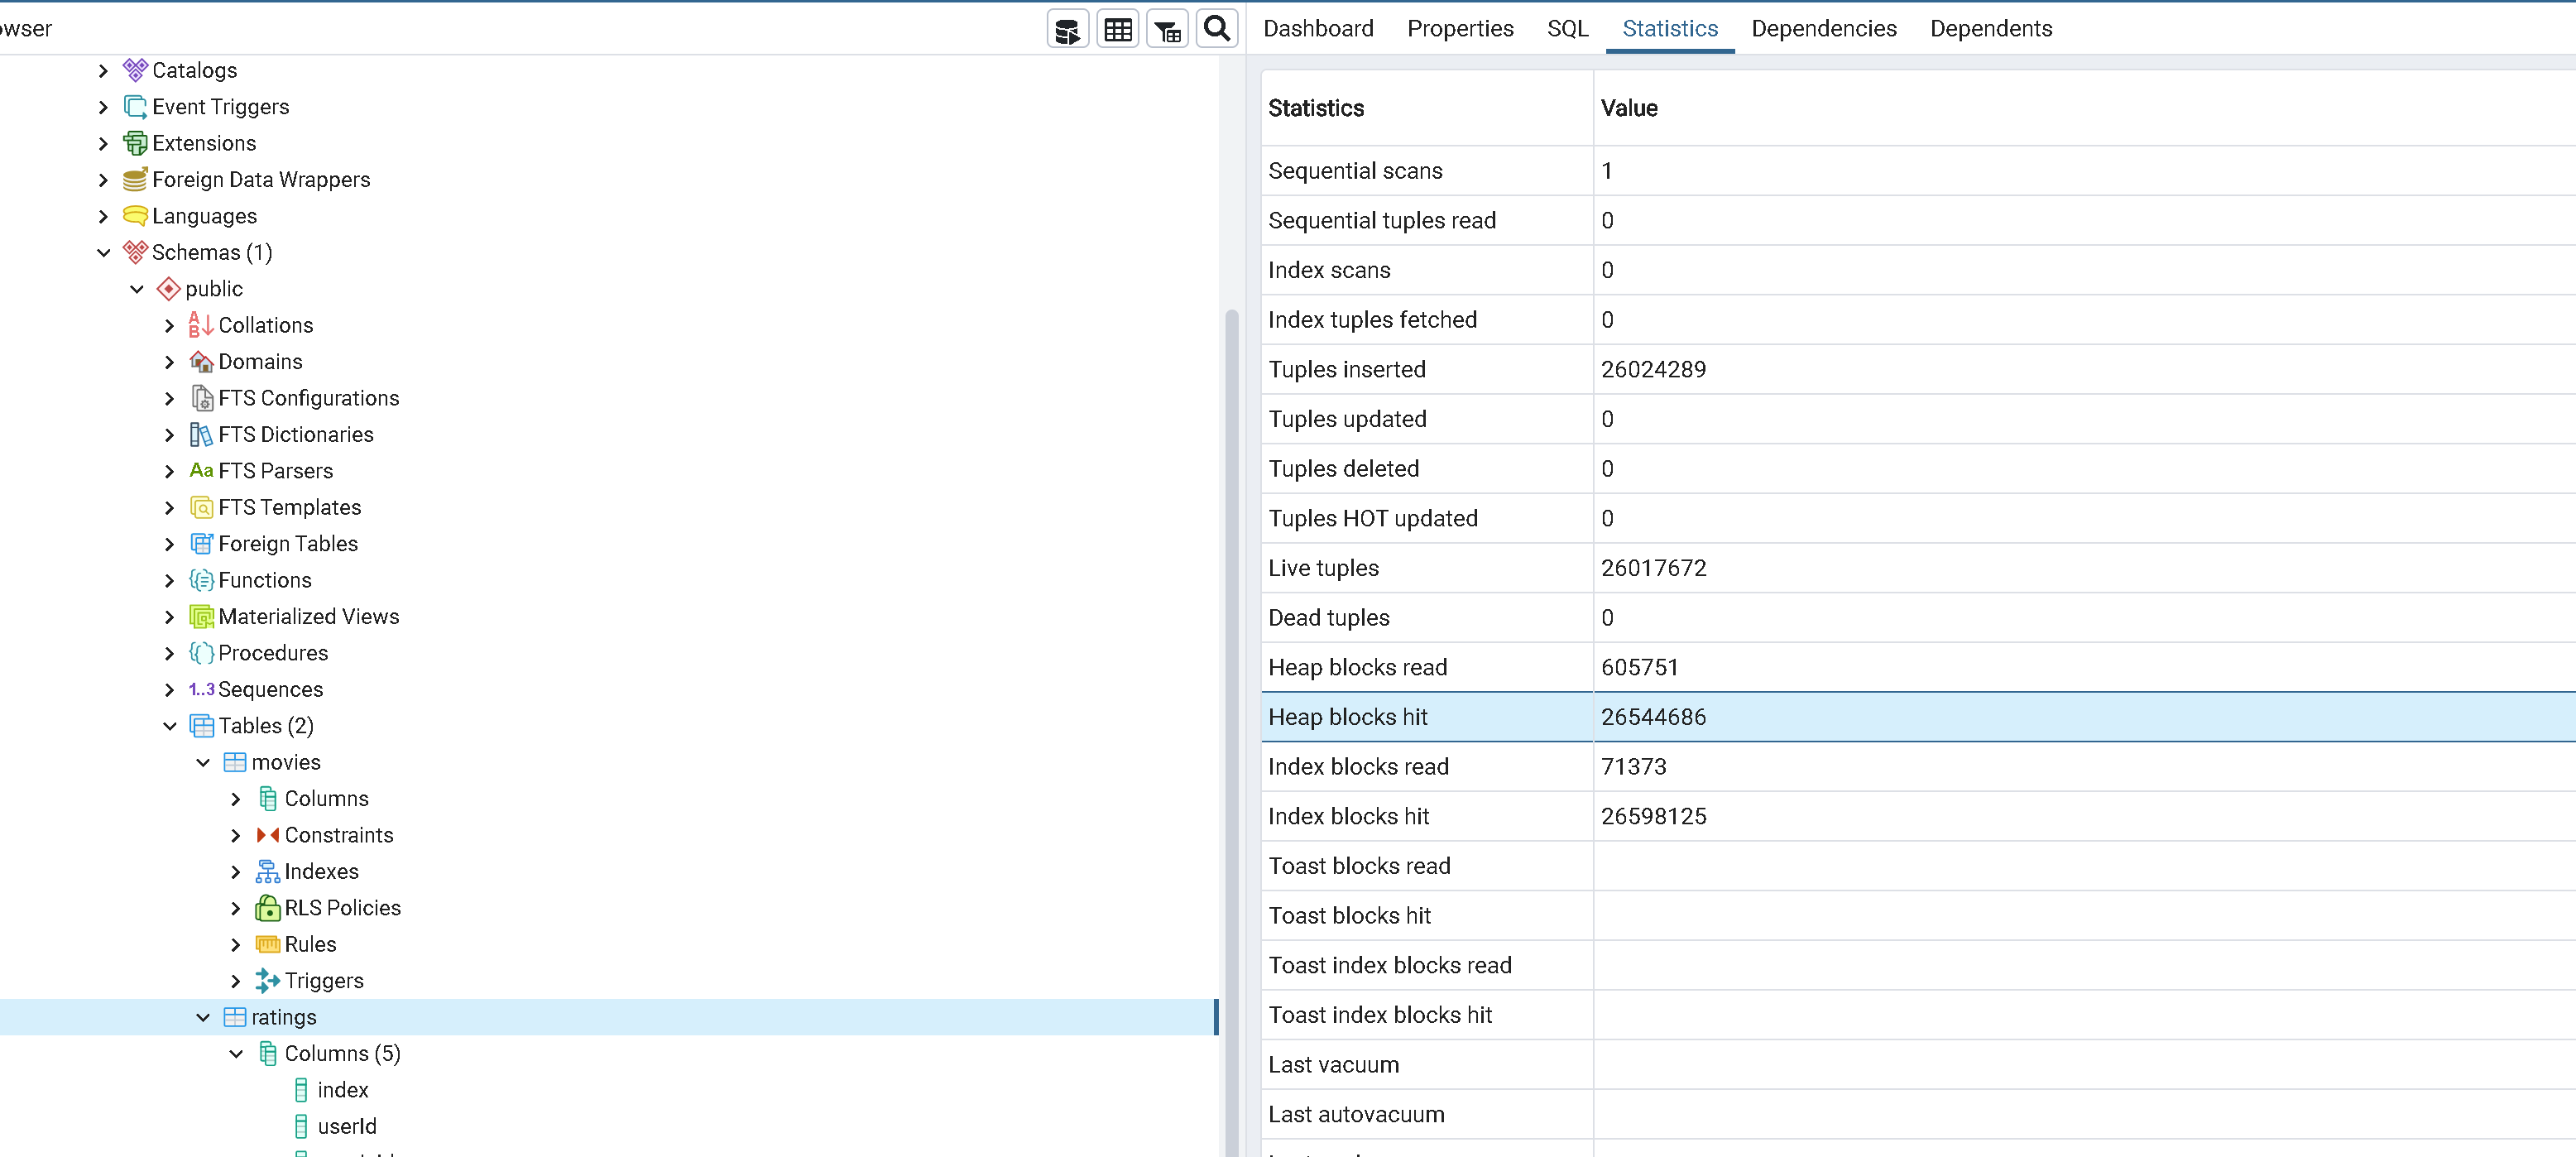 owser
Dashboard Properties SQL Statistics Dependencies Dependents
Catalogs
Event Triggers
Extensions
Foreign Data Wrappers
Languages
Schemas (1)
public
Collations
Domains
FTS Configurations
FTS Dictionaries
Aa FTS Parsers
FTS Templates
Foreign Tables
Functions
Materialized Views
Procedures
1..3 Sequences
Tables (2)
movies
Columns
Constraints
Indexes
RLS Policies
Rules
Triggers
ratings
Columns (5)
index
userId
Statistics Value
Sequential scans 1
Sequential tuples read 0
Index scans 0
Index tuples fetched 0
Tuples inserted 26024289
Tuples updated 0
Tuples deleted 0
Tuples HOT updated 0
Live tuples 26017672
Dead tuples 0
Heap blocks read 605751
Heap blocks hit 26544686
Index blocks read 71373
Index blocks hit 26598125
Toast blocks read
Toast blocks hit
Toast index blocks read
Toast index blocks hit
Last vacuum
Last autovacuum